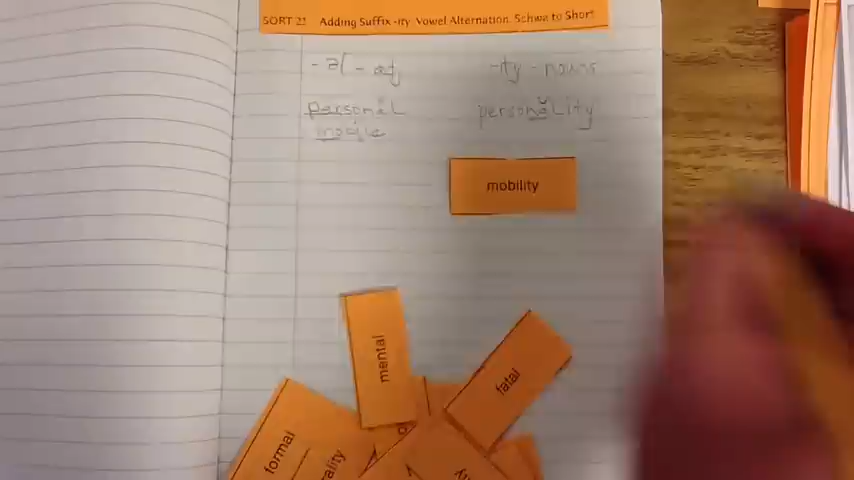 SORT 21 Adding Suffix -ity Vowel Alternation. Schwa to Short
-al - adj -ity - nouns
personal personality
mobility
mental
fatal
formal
ality